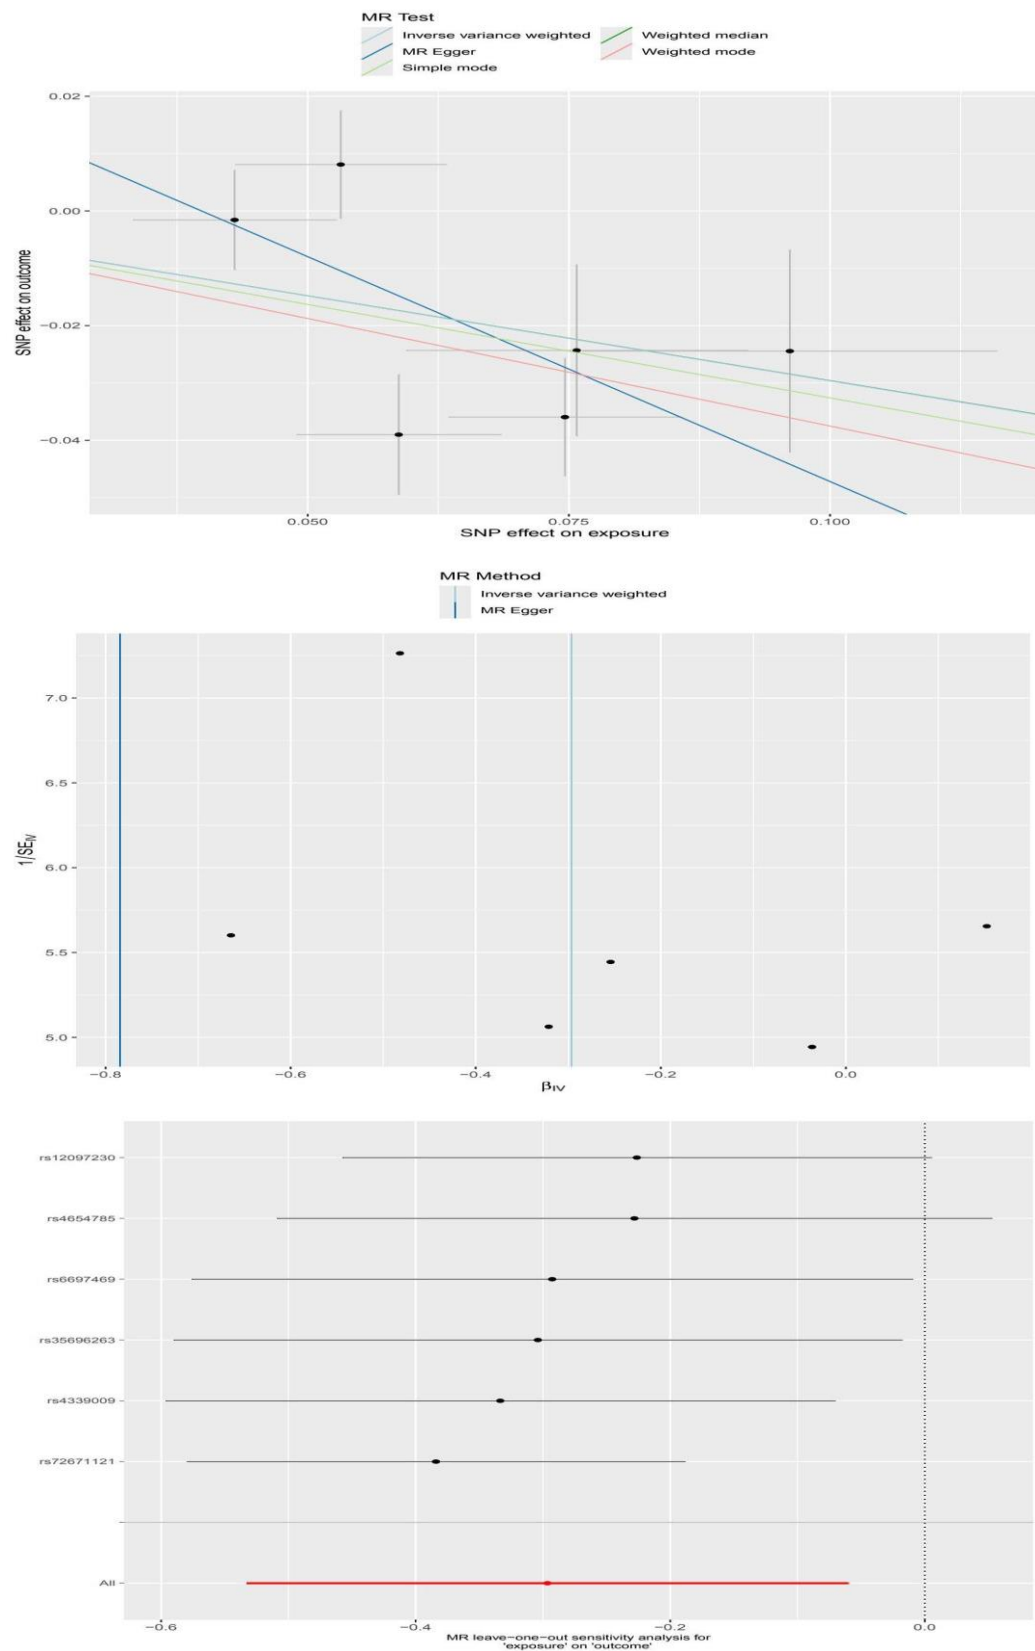 MR Test
Inverse variance weighted
Weighted median
MR Egger
Weighted mode
Simple mode
0.02
0.00
−0.02
−0.04
SNP effect on outcome
0.050
0.075
0.100
SNP effect on exposure
MR Method
Inverse variance weighted
MR Egger
7.0
6.5
6.0
5.5
5.0
1/SEIV
−0.8
−0.6
−0.4
−0.2
0.0
βIV
rs12097230
rs4654785
rs6697469
rs35696263
rs4339009
rs72671121
All
−0.6
−0.4
−0.2
0.0
MR leave−one−out sensitivity analysis for
'exposure' on 'outcome'